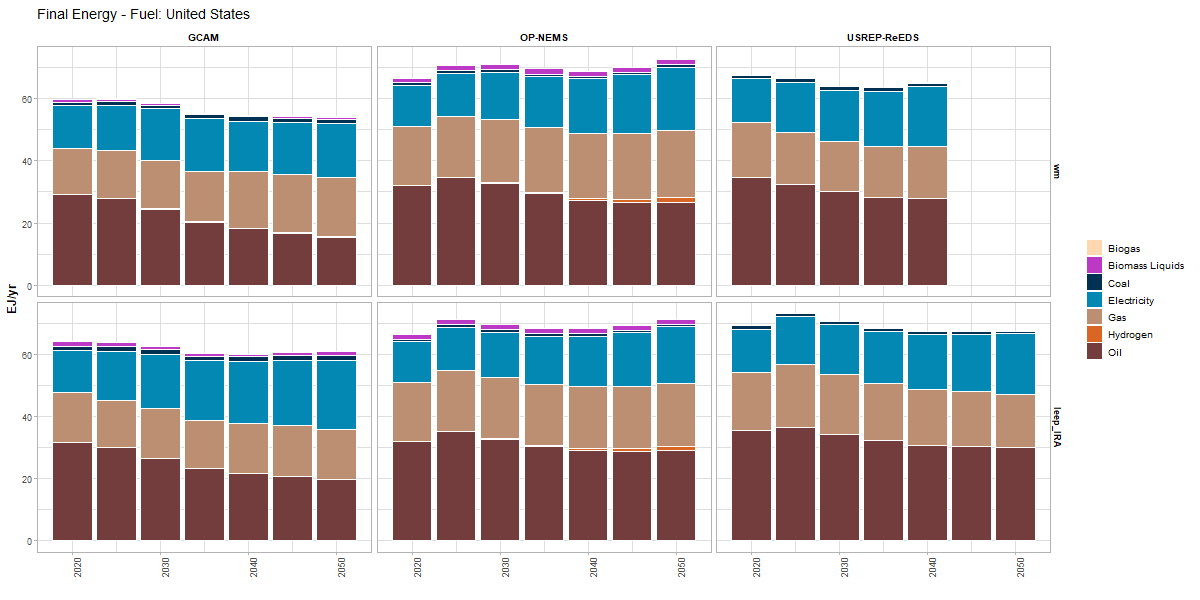 Final Energy - Fuel: United States
GCAM
OP-NEMS
USREP-ReEDS
EJ/yr
60
40
20
0
wm
60
40
20
0
leep_IRA
2020
2030
2040
2050
2020
2030
2040
2050
2020
2030
2040
2050
Biogas
Biomass Liquids
Coal
Electricity
Gas
Hydrogen
Oil